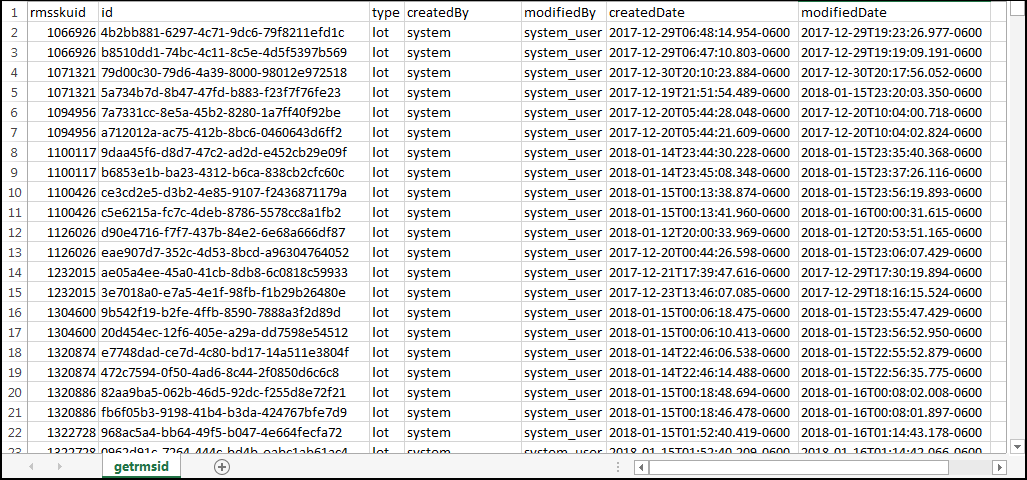 1 rmsskuid id type createdBy modifiedBy createdDate modifiedDate
2 1066926 4b2bb881-6297-4c71-9dc6-79f8211efd1c lot system system_user 2017-12-29T06:48:14.954-0600 2017-12-29T19:23:26.977-0600
3 1066926 b8510dd1-74bc-4c11-8c5e-4d5f5397b569 lot system system_user 2017-12-29T06:47:10.803-0600 2017-12-29T19:19:09.191-0600
4 1071321 79d00c30-79d6-4a39-8000-98012e972518 lot system system_user 2017-12-30T20:10:23.884-0600 2017-12-30T20:17:56.052-0600
5 1071321 5a734b7d-8b47-47fd-b883-f23f7f76fe23 lot system system_user 2017-12-19T21:51:54.489-0600 2018-01-15T23:20:03.350-0600
6 1094956 7a7331cc-8e5a-45b2-8280-1a7ff40f92be lot system system_user 2017-12-20T05:44:28.048-0600 2017-12-20T10:04:00.718-0600
7 1094956 a712012a-ac75-412b-8bc6-0460643d6ff2 lot system system_user 2017-12-20T05:44:21.609-0600 2017-12-20T10:04:02.824-0600
8 1100117 9daa45f6-d8d7-47c2-ad2d-e452cb29e09f lot system system_user 2018-01-14T23:44:30.228-0600 2018-01-15T23:35:40.368-0600
9 1100117 b6853e1b-ba23-4312-b6ca-838cb2cfc60c lot system system_user 2018-01-14T23:45:08.348-0600 2018-01-15T23:37:26.116-0600
10 1100426 ce3cd2e5-d3b2-4e85-9107-f2436871179a lot system system_user 2018-01-15T00:13:38.874-0600 2018-01-15T23:56:19.893-0600
11 1100426 c5e6215a-fc7c-4deb-8786-5578cc8a1fb2 lot system system_user 2018-01-15T00:13:41.960-0600 2018-01-16T00:00:31.615-0600
12 1126026 d90e4716-f7f7-437b-84e2-6e68a666df87 lot system system_user 2018-01-12T20:00:33.969-0600 2018-01-12T20:53:51.165-0600
13 1126026 eae907d7-352c-4d53-8bcd-a96304764052 lot system system_user 2017-12-20T00:44:26.598-0600 2018-01-15T23:06:07.429-0600
14 1232015 ae05a4ee-45a0-41cb-8db8-6c0818c59933 lot system system_user 2017-12-21T17:39:47.616-0600 2017-12-29T17:30:19.894-0600
15 1232015 3e7018a0-e7a5-4e1f-98fb-f1b29b26480e lot system system_user 2017-12-23T13:46:07.085-0600 2017-12-29T18:16:15.524-0600
16 1304600 9b542f19-b2fe-4ffb-8590-7888a3f2d89d lot system system_user 2018-01-15T00:06:18.475-0600 2018-01-15T23:55:47.429-0600
17 1304600 20d454ec-12f6-405e-a29a-dd7598e54512 lot system system_user 2018-01-15T00:06:10.413-0600 2018-01-15T23:56:52.950-0600
18 1320874 e7748dad-ce7d-4c80-bd17-14a511e3804f lot system system_user 2018-01-14T22:46:06.538-0600 2018-01-15T22:55:52.879-0600
19 1320874 472c7594-0f50-4ad6-8c44-2f0850d6c6c8 lot system system_user 2018-01-14T22:46:14.488-0600 2018-01-15T22:56:35.775-0600
20 1320886 82aa9ba5-062b-46d5-92dc-f255d8e72f21 lot system system_user 2018-01-15T00:18:48.694-0600 2018-01-16T00:08:02.008-0600
21 1320886 fb6f05b3-9198-41b4-b3da-424767bfe7d9 lot system system_user 2018-01-15T00:18:46.478-0600 2018-01-16T00:08:01.897-0600
22 1322728 968ac5a4-bb64-49f5-b047-4e664fecfa72 lot system system_user 2018-01-15T01:52:40.419-0600 2018-01-16T01:14:43.178-0600
23 1322728 lot system system_user
getrmsid